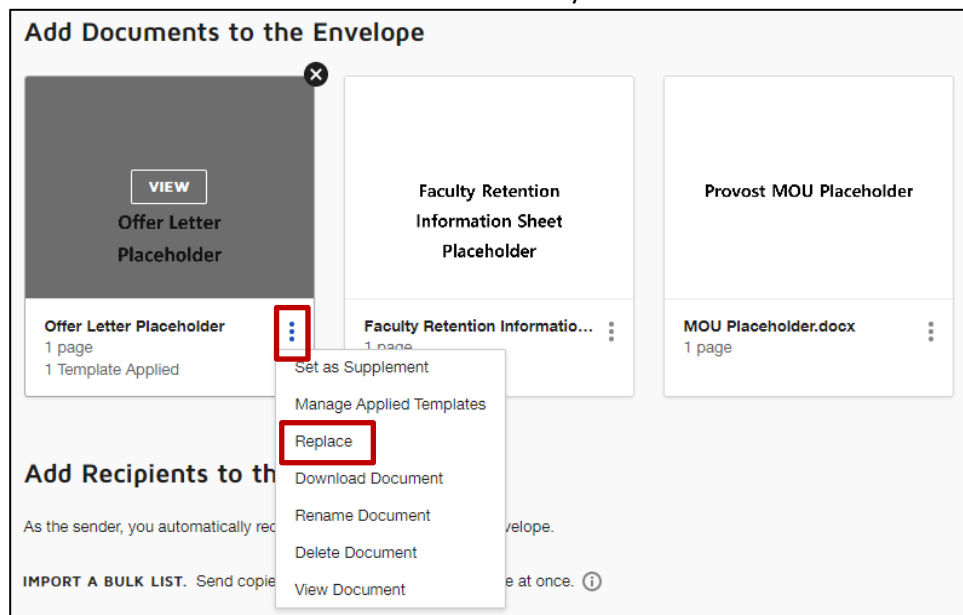 Add Documents to the Envelope
VIEW
Offer Letter
Placeholder
Faculty Retention
Information Sheet
Placeholder
Provost MOU Placeholder
Offer Letter Placeholder
1 page
1 Template Applied
Faculty Retention Informatio...
1 page
MOU Placeholder.docx
1 page
Set as Supplement
Manage Applied Templates
Replace
Download Document
Rename Document
Delete Document
View Document
Add Recipients to th
As the sender, you automatically rec velope.
IMPORT A BULK LIST. Send copie e at once.